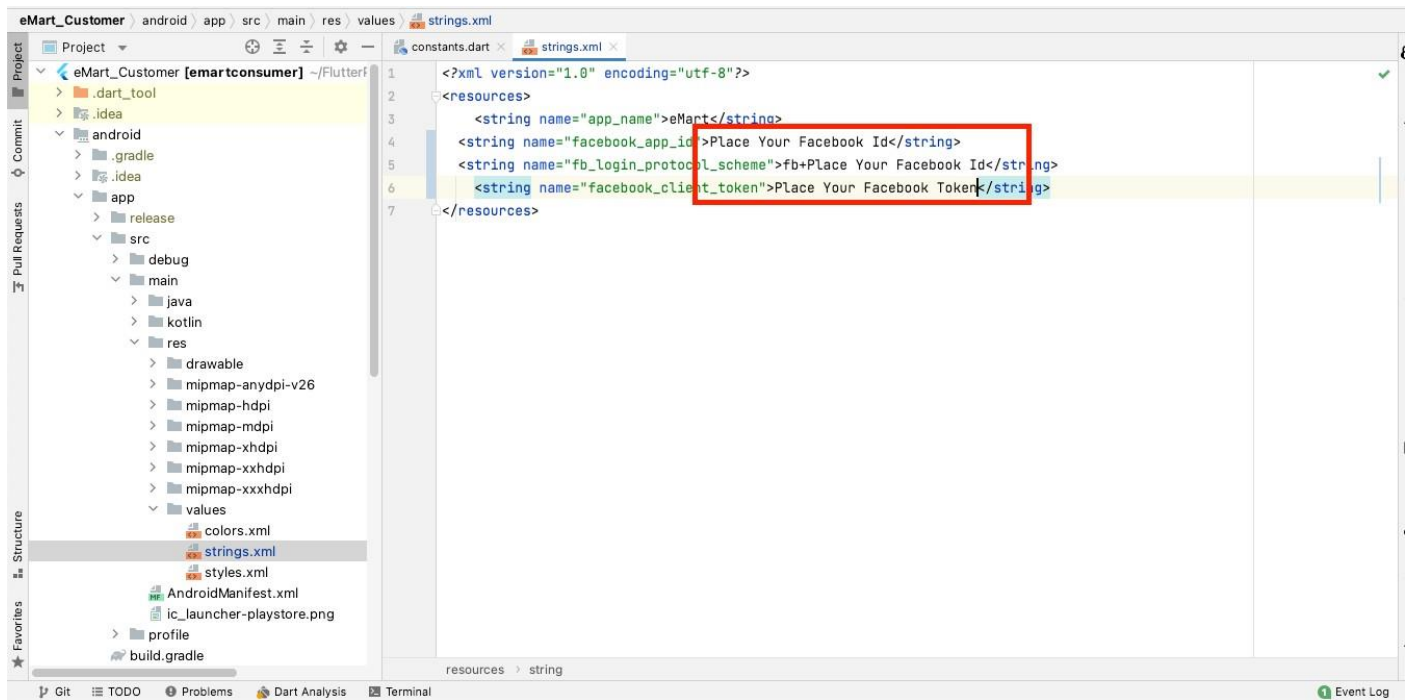 eMart_Customer 〉 android 〉 app 〉 src 〉 main 〉 res 〉 values 〉 strings.xml
Project
constants.dart ×
strings.xml ×
Project
Commit
Pull Requests
Structure
Favorites
eMart_Customer [emartconsumer] ~/Flutter
.dart_tool
.idea
android
.gradle
.idea
app
release
src
debug
main
java
kotlin
res
drawable
mipmap-anydpi-v26
mipmap-hdpi
mipmap-mdpi
mipmap-xhdpi
mipmap-xxhdpi
mipmap-xxxhdpi
values
colors.xml
strings.xml
styles.xml
AndroidManifest.xml
ic_launcher-playstore.png
profile
build.gradle
1 <?xml version="1.0" encoding="utf-8"?>
2 <resources>
3 <string name="app_name">eMart</string>
4 <string name="facebook_app_id">Place Your Facebook Id</string>
5 <string name="fb_login_protocol_scheme">fb+Place Your Facebook Id</string>
6 <string name="facebook_client_token">Place Your Facebook Token</string>
7 </resources>
resources 〉 string
Git TODO Problems Dart Analysis Terminal
1 Event Log